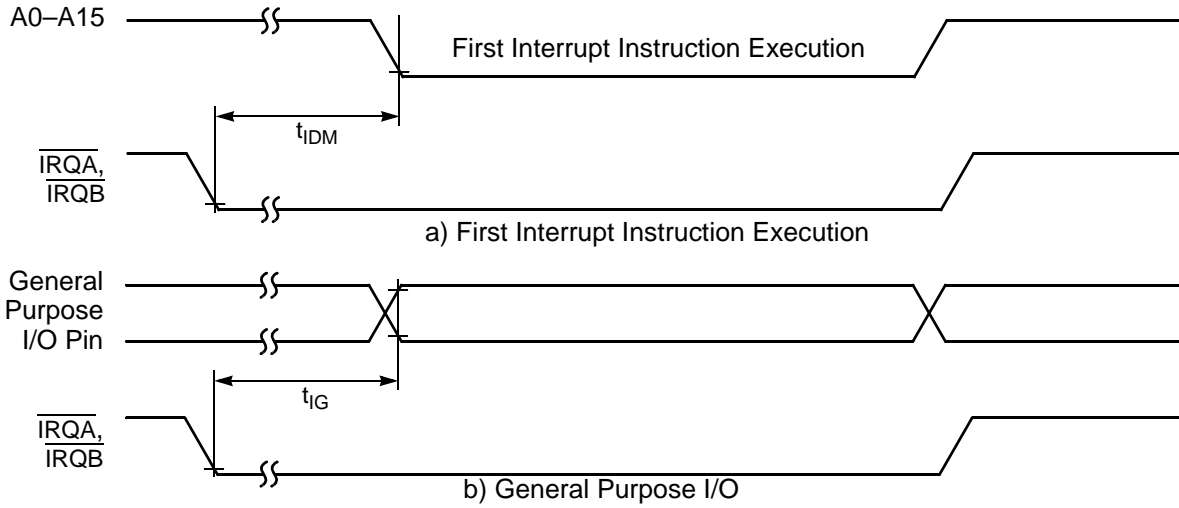 A0–A15
First Interrupt Instruction Execution
tIDM
IRQA,
IRQB
a) First Interrupt Instruction Execution
General
Purpose
I/O Pin
tIG
IRQA,
IRQB
b) General Purpose I/O